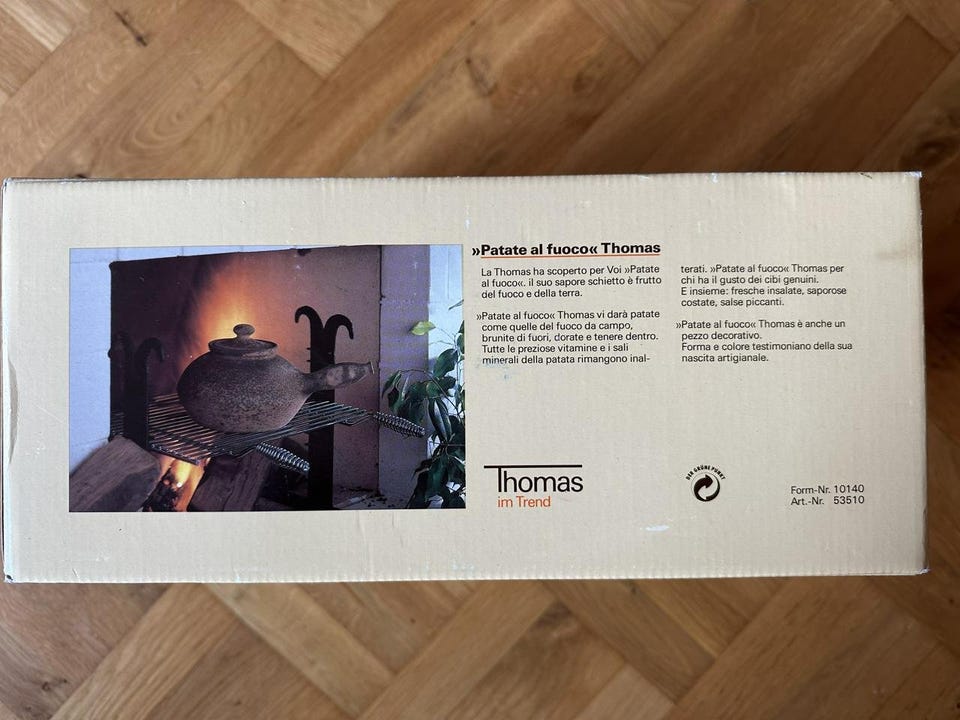 »Patate al fuoco« Thomas
La Thomas ha scoperto per Voi »Patate
al fuoco«. il suo sapore schietto è frutto
del fuoco e della terra.
»Patate al fuoco« Thomas vi darà patate
come quelle del fuoco da campo,
brunite di fuori, dorate e tenere dentro.
Tutte le preziose vitamine e i sali
minerali della patata rimangono inal-
terati. »Patate al fuoco« Thomas per
chi ha il gusto dei cibi genuini.
E insieme: fresche insalate, saporose
costate, salse piccanti.
»Patate al fuoco« Thomas è anche un
pezzo decorativo.
Forma e colore testimoniano della sua
nascita artigianale.
Thomas
im Trend
DER GRÜNE PUNKT
Form-Nr. 10140
Art.-Nr. 53510